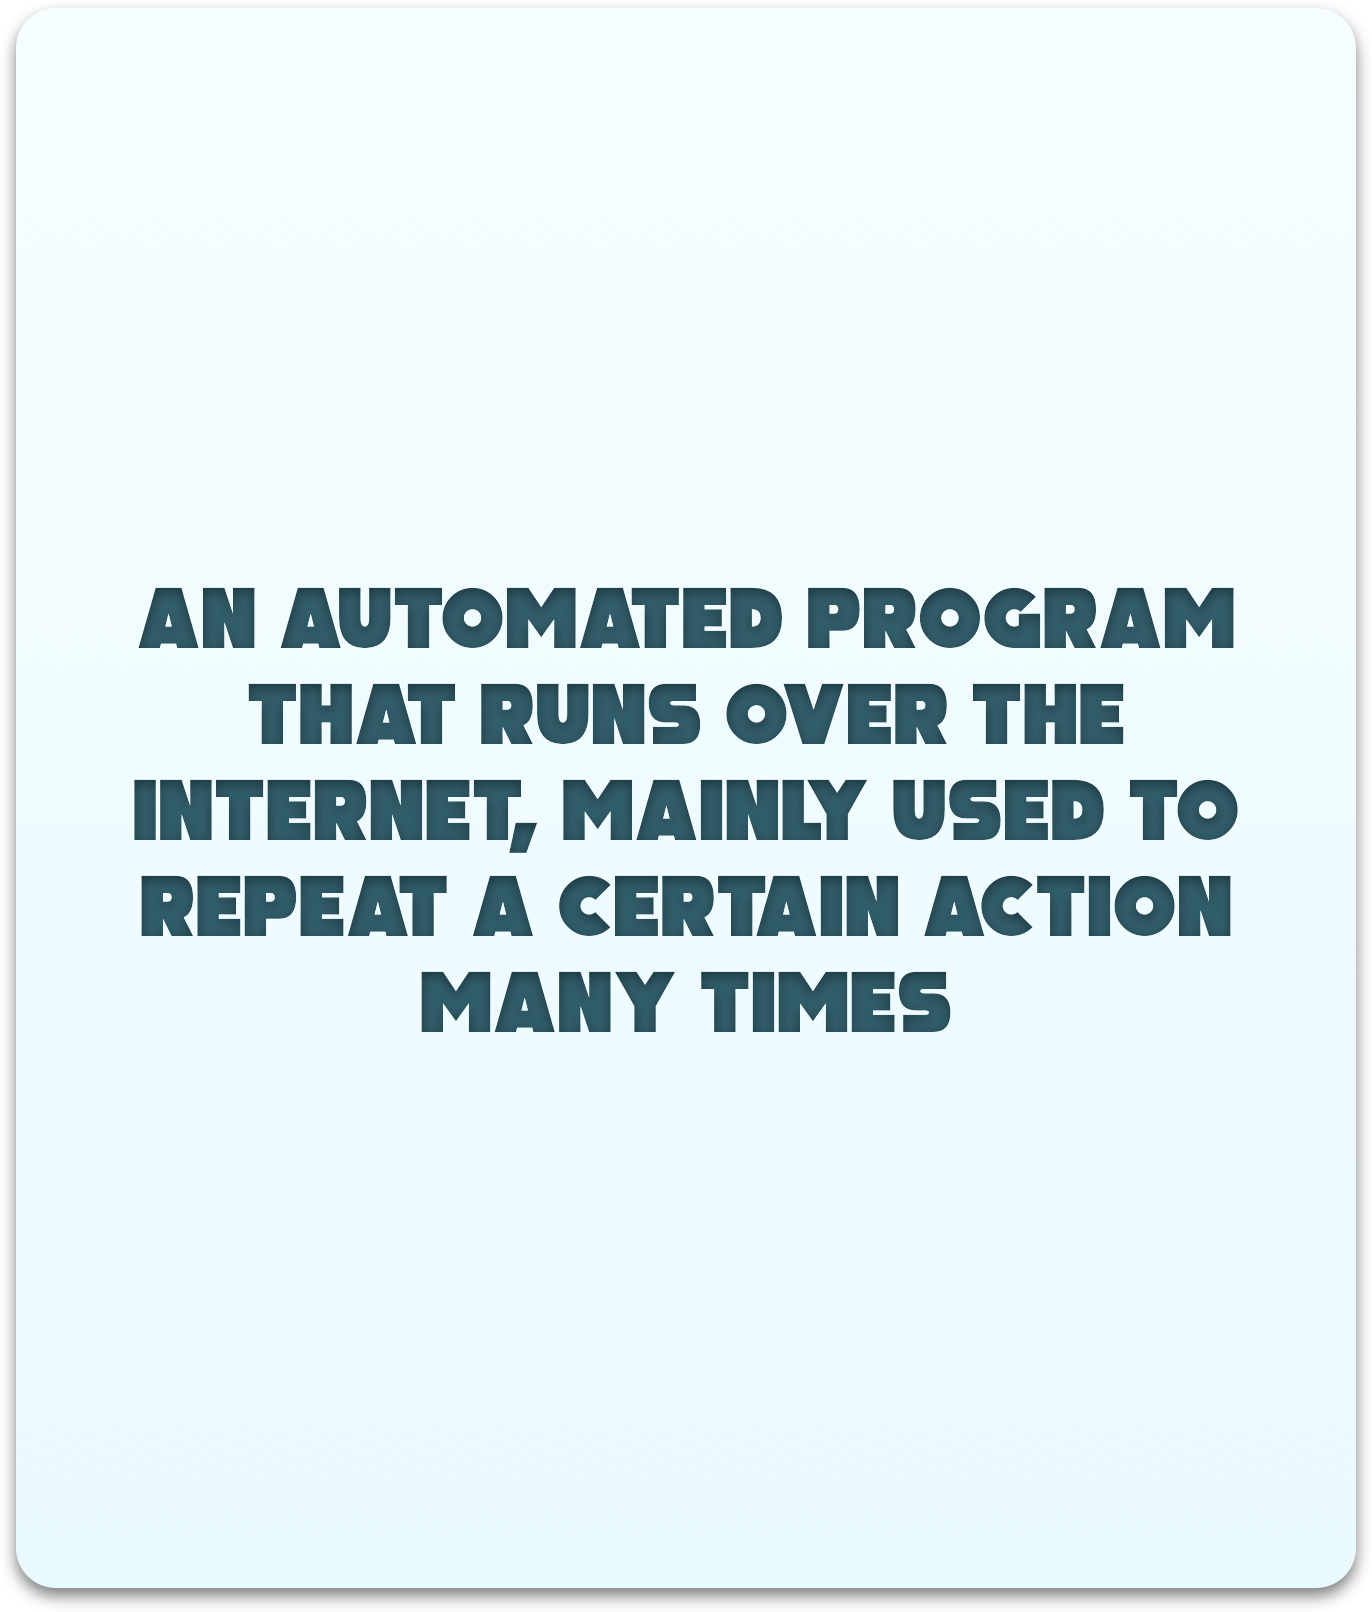 AN AUTOMATED PROGRAM
THAT RUNS OVER THE
INTERNET, MAINLY USED TO
REPEAT A CERTAIN ACTION
MANY TIMES